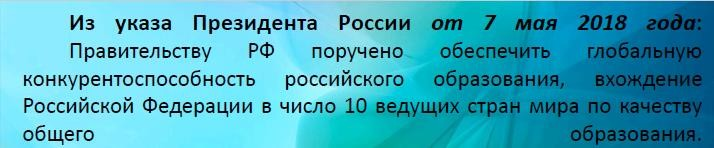 Из указа Президента России от 7 мая 2018 года:
Правительству РФ поручено обеспечить глобальную
конкурентоспособность российского образования, вхождение
Российской Федерации в число 10 ведущих стран мира по качеству
общего образования.